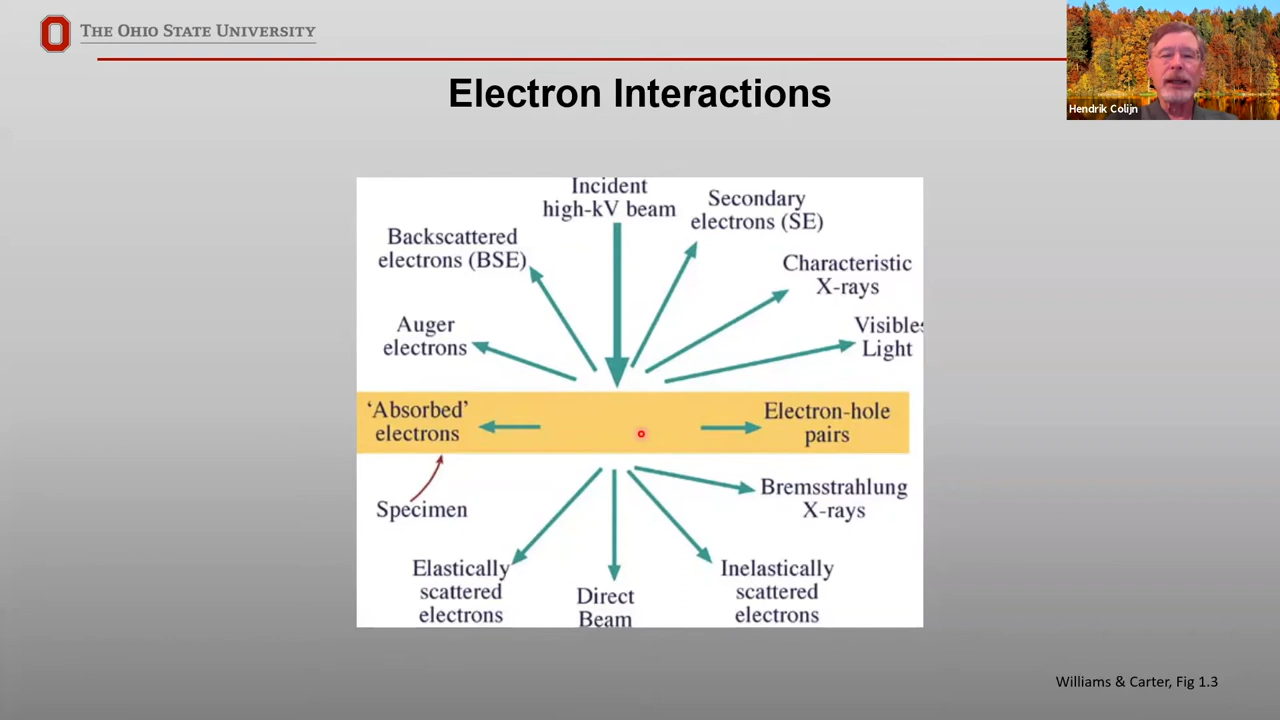 THE OHIO STATE UNIVERSITY
Hendrik Colijn
Electron Interactions
Incident
high-kV beam
Secondary
electrons (SE)
Backscattered
electrons (BSE)
Characteristic
X-rays
Auger
electrons
Visible
Light
‘Absorbed’
electrons
Electron-hole
pairs
Specimen
Bremsstrahlung
X-rays
Elastically
scattered
electrons
Direct
Beam
Inelastically
scattered
electrons
Williams & Carter, Fig 1.3